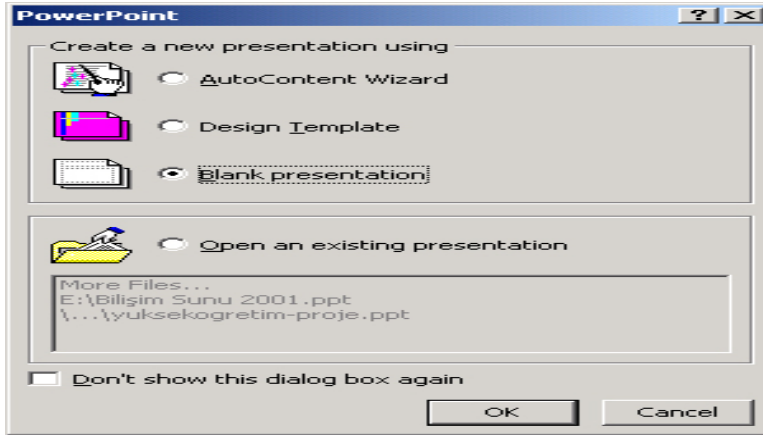 PowerPoint
Create a new presentation using
AutoContent Wizard
Design Template
Blank presentation
Open an existing presentation
More Files...
E:\Bilişim Sunu 2001.ppt
\...\yuksekogretim-proje.ppt
Don't show this dialog box again
OK Cancel